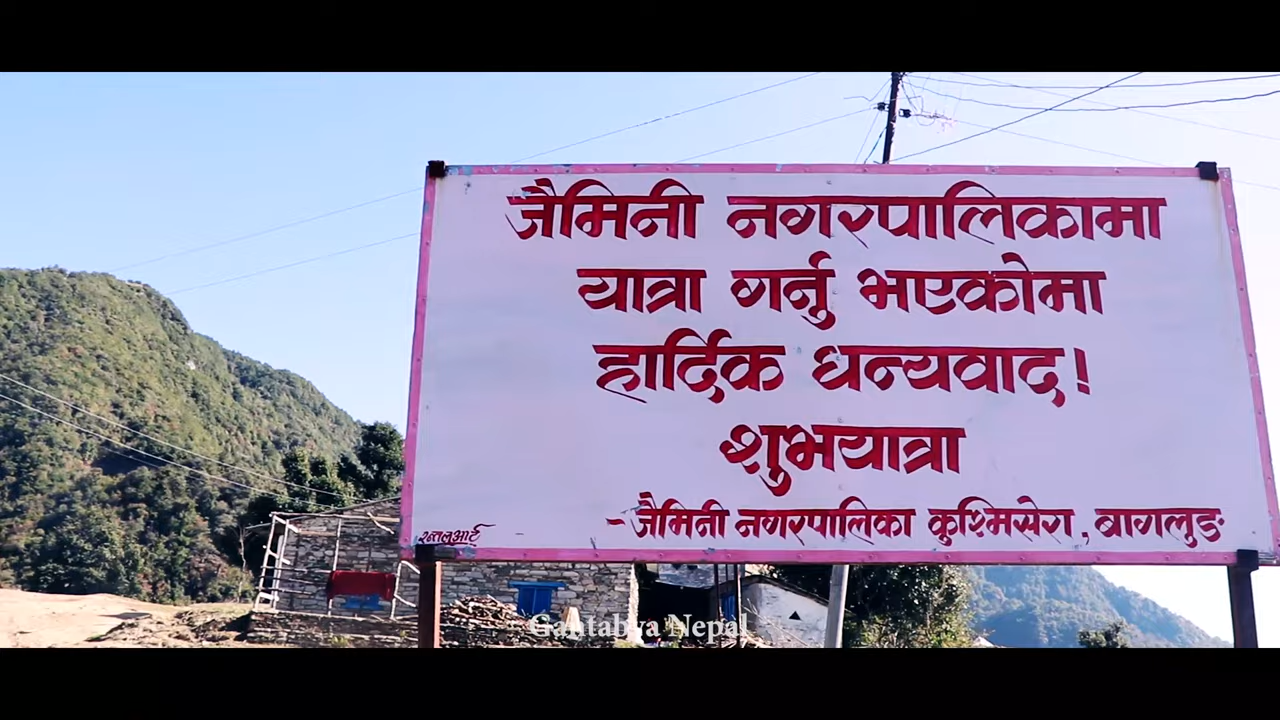 जैमिनी नगरपालिकामा
यात्रा गर्नु भएकोमा
हार्दिक धन्यवाद!
शुभयात्रा
- जैमिनी नगरपालिका कुश्मिसेरा, बागलुङ
Gantabya Nepal